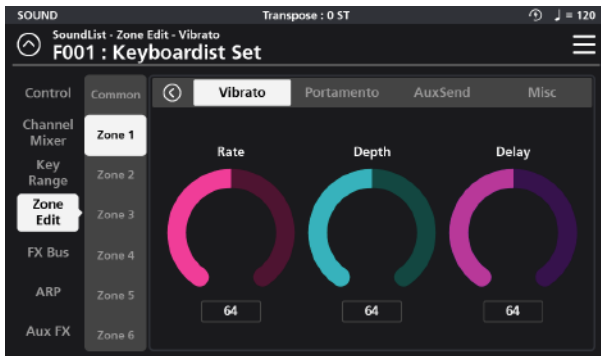 SOUND Transpose : 0 ST ♩ = 120
SoundList - Zone Edit - Vibrato
F001 : Keyboardist Set
Control
Channel
Mixer
Key
Range
Zone
Edit
FX Bus
ARP
Aux FX
Common
Zone 1
Zone 2
Zone 3
Zone 4
Zone 5
Zone 6
Vibrato Portamento AuxSend Misc
Rate Depth Delay
64 64 64